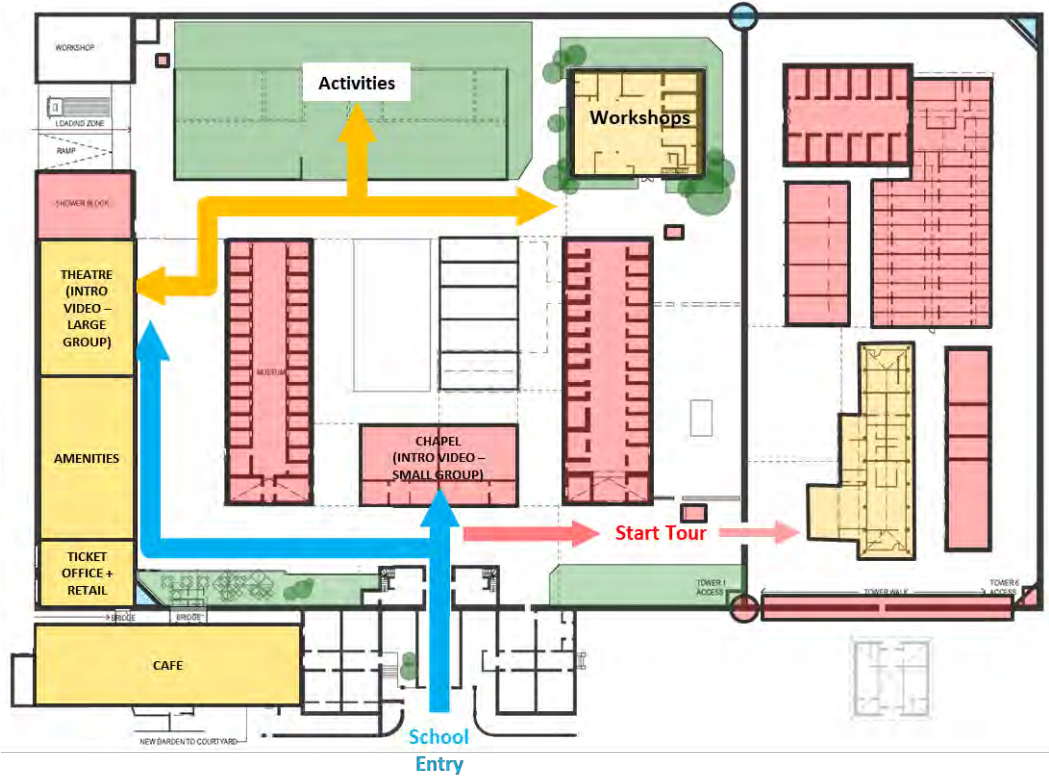 WORKSHOP
LOADING ZONE
RAMP
SHOWER BLOCK
Activities
Workshops
THEATRE
(INTRO
VIDEO –
LARGE
GROUP)
MUSEUM
AMENITIES
CHAPEL
(INTRO VIDEO –
SMALL GROUP)
Start Tour
TICKET
OFFICE +
RETAIL
TOWER 1
ACCESS
TOWER WALK
TOWER 6
ACCESS
BRIDGE
BRIDGE
CAFE
NEW GARDEN TO COURTYARD
School
Entry